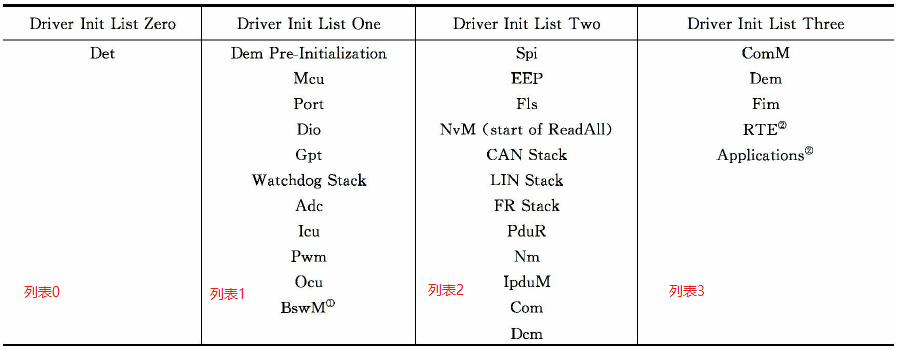 Driver Init List Zero Driver Init List One Driver Init List Two Driver Init List Three
Det Dem Pre-Initialization Spi ComM
Mcu EEP Dem
Port Fls Fim
Dio NvM (start of ReadAll) RTE②
Gpt CAN Stack Applications②
Watchdog Stack LIN Stack
Adc FR Stack
Icu PduR
Pwm Nm
Ocu IpduM
列表0 列表1 列表2 列表3
BswM① Com
Dcm